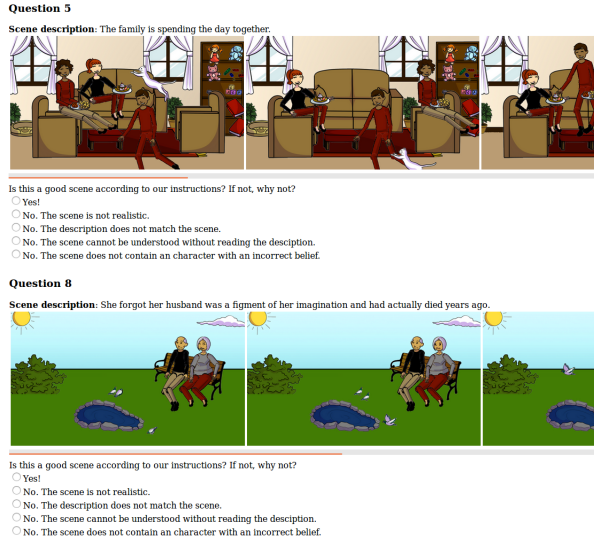 Question 5
Scene description: The family is spending the day together.
Is this a good scene according to our instructions? If not, why not?
Yes!
No. The scene is not realistic.
No. The description does not match the scene.
No. The scene cannot be understood without reading the desciption.
No. The scene does not contain an character with an incorrect belief.
Question 8
Scene description: She forgot her husband was a figment of her imagination and had actually died years ago.
Is this a good scene according to our instructions? If not, why not?
Yes!
No. The scene is not realistic.
No. The description does not match the scene.
No. The scene cannot be understood without reading the desciption.
No. The scene does not contain an character with an incorrect belief.